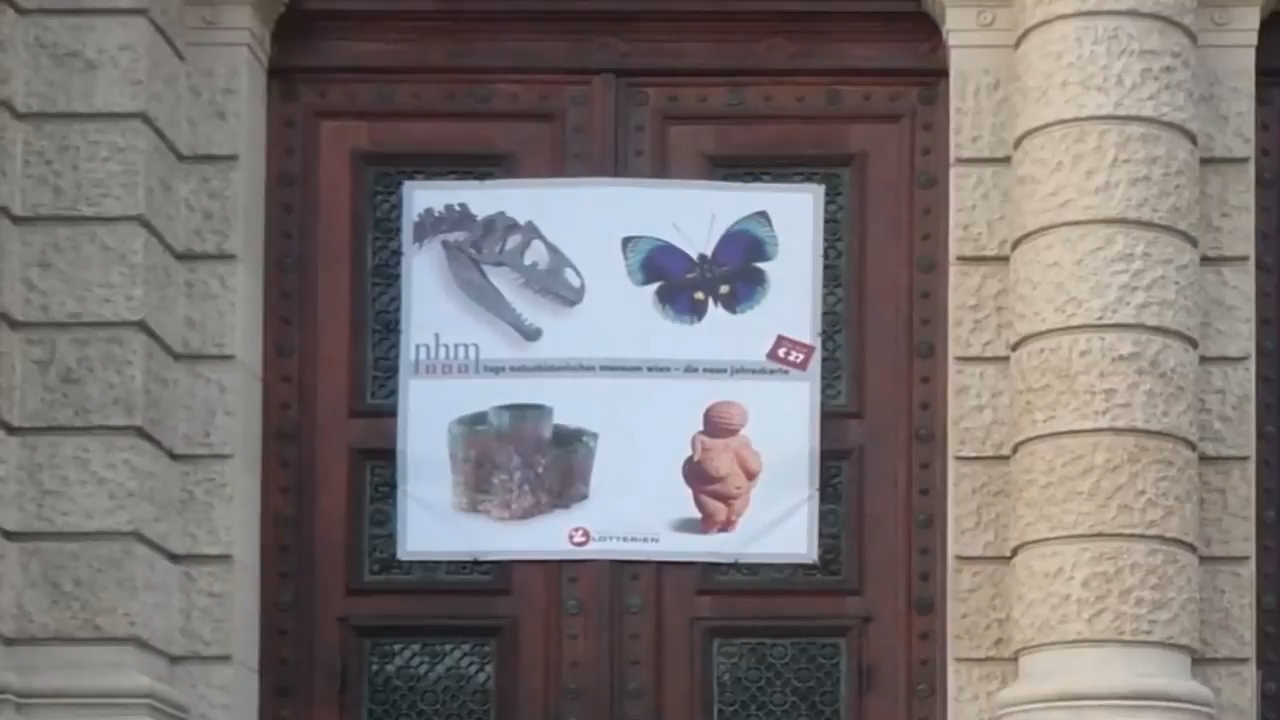 € 27
nhm
tage naturhistorisches museum wien – die neue jahreskarte
LOTTERIEN